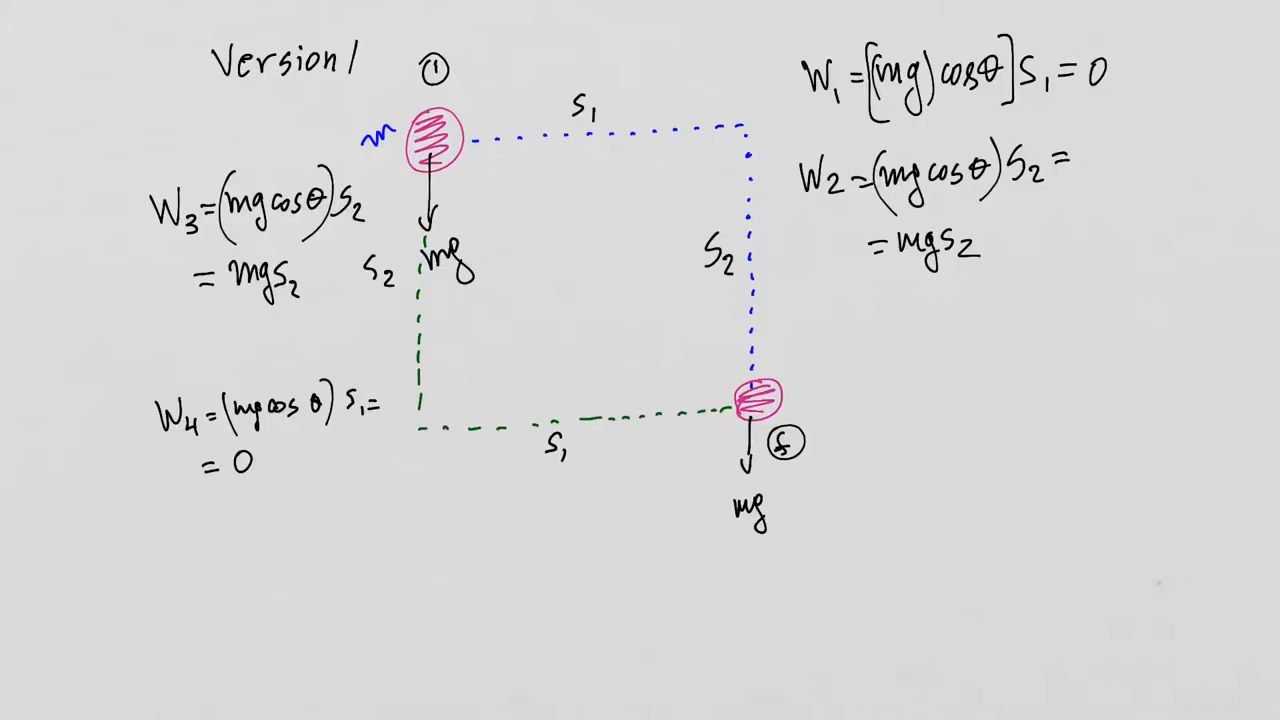 Version 1
①
S₁
W₁ = [(mg) cosθ] S₁ = 0
m
W₂ = (mg cosθ) S₂ =
= mgS₂
W₃ = (mg cosθ) S₂
= mgS₂
S₂
mg
S₂
W₄ = (mg cosθ) S₁ =
= 0
S₁
mg